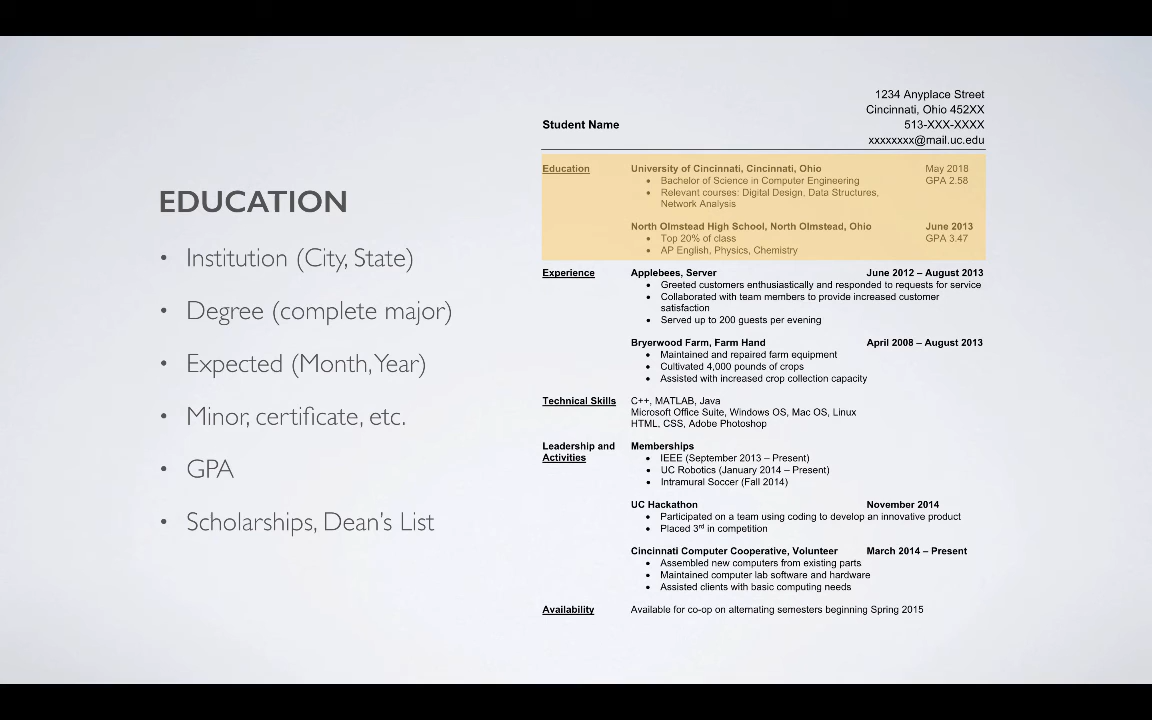 EDUCATION
• Institution (City, State)
• Degree (complete major)
• Expected (Month, Year)
• Minor, certificate, etc.
• GPA
• Scholarships, Dean's List
1234 Anyplace Street
Cincinnati, Ohio 452XX
513-XXX-XXXX
xxxxxxxx@mail.uc.edu
Student Name
Education University of Cincinnati, Cincinnati, Ohio May 2018
• Bachelor of Science in Computer Engineering GPA 2.58
• Relevant courses: Digital Design, Data Structures,
Network Analysis
North Olmstead High School, North Olmstead, Ohio June 2013
• Top 20% of class GPA 3.47
• AP English, Physics, Chemistry
Experience Applebees, Server June 2012 – August 2013
• Greeted customers enthusiastically and responded to requests for service
• Collaborated with team members to provide increased customer
satisfaction
• Served up to 200 guests per evening
Bryerwood Farm, Farm Hand April 2008 – August 2013
• Maintained and repaired farm equipment
• Cultivated 4,000 pounds of crops
• Assisted with increased crop collection capacity
Technical Skills C++, MATLAB, Java
Microsoft Office Suite, Windows OS, Mac OS, Linux
HTML, CSS, Adobe Photoshop
Leadership and Memberships
Activities • IEEE (September 2013 – Present)
• UC Robotics (January 2014 – Present)
• Intramural Soccer (Fall 2014)
UC Hackathon November 2014
• Participated on a team using coding to develop an innovative product
• Placed 3rd in competition
Cincinnati Computer Cooperative, Volunteer March 2014 – Present
• Assembled new computers from existing parts
• Maintained computer lab software and hardware
• Assisted clients with basic computing needs
Availability Available for co-op on alternating semesters beginning Spring 2015